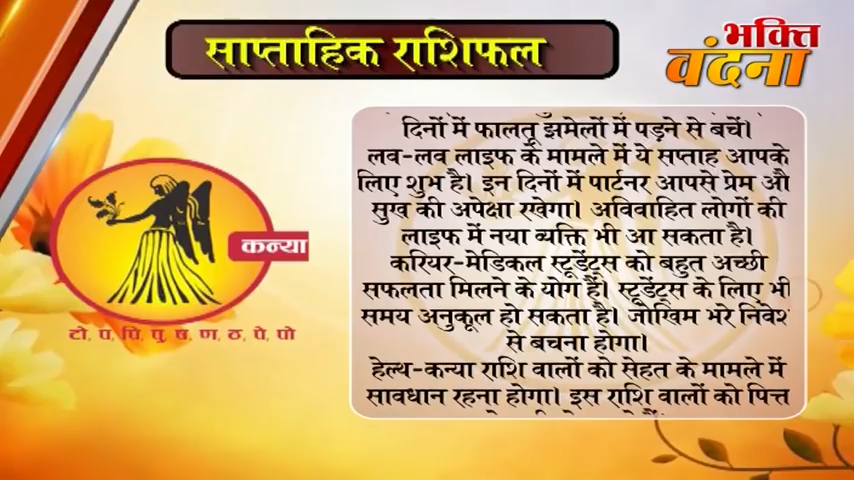 साप्ताहिक राशिफल
भक्ति
वंदना
दिनों में फालतू झमेलों में पड़ने से बचें।
लव-लव लाइफ के मामले में ये सप्ताह आपके
लिए शुभ है। इन दिनों में पार्टनर आपसे प्रेम औ
सुख की अपेक्षा रखेगा। अविवाहित लोगों की
लाइफ में नया व्यक्ति भी आ सकता है।
करियर-मेडिकल स्टूडेंट्स को बहुत अच्छी
सफलता मिलने के योग हैं। स्टूडेंट्स के लिए भी
समय अनुकूल हो सकता है। जोखिम भरे निवेश
से बचना होगा।
हेल्थ-कन्या राशि वालों को सेहत के मामले में
सावधान रहना होगा। इस राशि वालों को पित्त
कन्या
टो, प, पि, पु, ष, ण, ठ, पे, पो